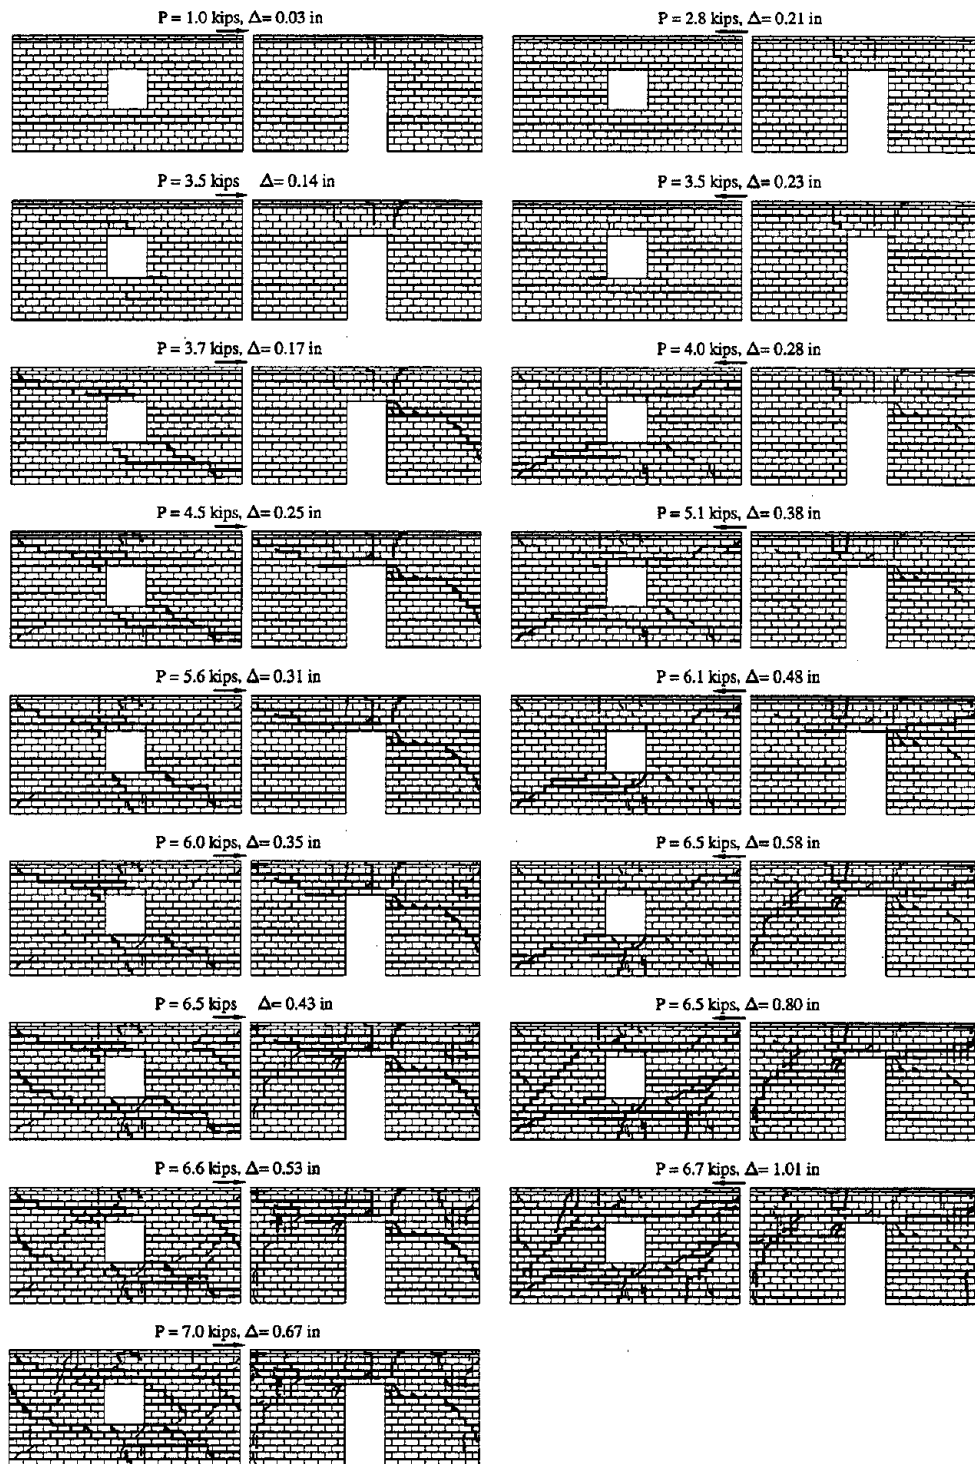 P = 1.0 kips, Δ= 0.03 in
P = 2.8 kips, Δ= 0.21 in
P = 3.5 kips Δ= 0.14 in
P = 3.5 kips, Δ= 0.23 in
P = 3.7 kips, Δ= 0.17 in
P = 4.0 kips, Δ= 0.28 in
P = 4.5 kips, Δ= 0.25 in
P = 5.1 kips, Δ= 0.38 in
P = 5.6 kips, Δ= 0.31 in
P = 6.1 kips, Δ= 0.48 in
P = 6.0 kips, Δ= 0.35 in
P = 6.5 kips, Δ= 0.58 in
P = 6.5 kips Δ= 0.43 in
P = 6.5 kips, Δ= 0.80 in
P = 6.6 kips, Δ= 0.53 in
P = 6.7 kips, Δ= 1.01 in
P = 7.0 kips, Δ= 0.67 in